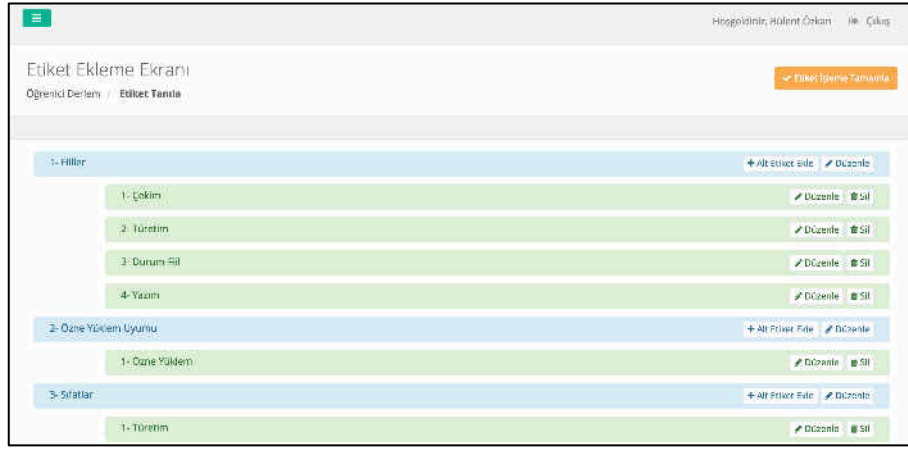 Hoşgeldiniz, Bülent Özkan Çıkış
Etiket Ekleme Ekranı
Etiket İşleme Tamamla
Öğrenici Derlem / Etiket Tanıla
1- Fiiller + Alt Etiket Ekle Düzenle
1- Çekim Düzenle Sil
2- Türetim Düzenle Sil
3- Durum-Fiil Düzenle Sil
4- Yazım Düzenle Sil
2- Özne Yüklem Uyumu + Alt Etiket Ekle Düzenle
1- Özne Yüklem Düzenle Sil
3- Sıfatlar + Alt Etiket Ekle Düzenle
1- Türetim Düzenle Sil